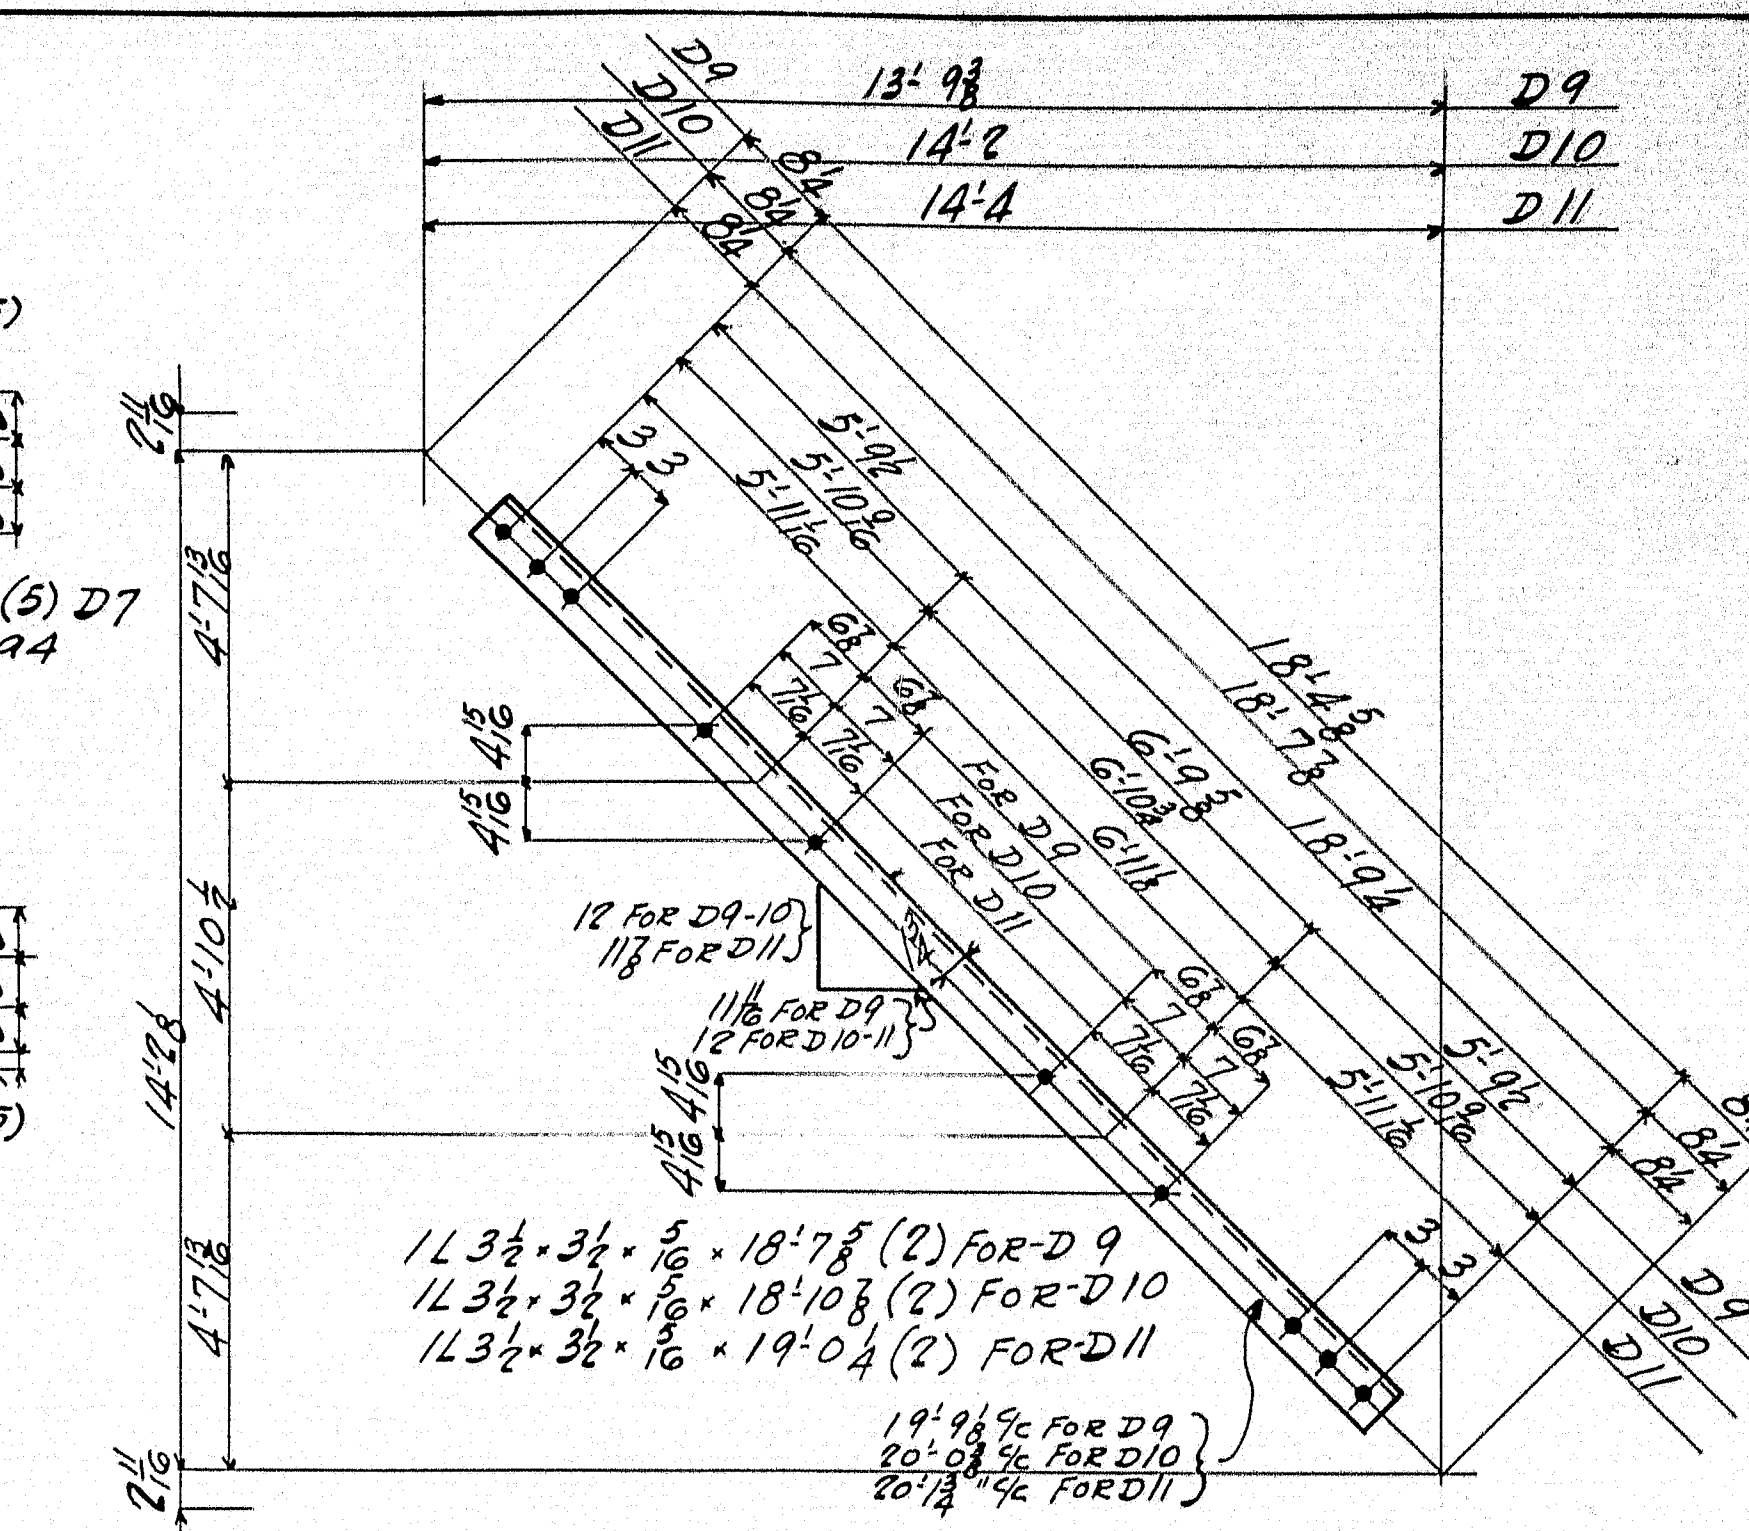 13'-9 3/8 D9
14'-2 D10
14'-4 D11
D9
D10
D11
8 1/4
8 1/4
8 1/4
2 11/16
3 3
5'-9 1/2
5'-10 9/16
5'-11 1/16
4'-7 13/16
(5) D7
6 7/8 6 7/8
7 7
7 1/16 7 1/16
18'-4 5/8
18'-7 7/8
18'-9 1/4
4 15/16
4 15/16
6'-9 5/8
6'-10 3/8
6'-11 1/8
FOR D9
FOR D10
FOR D11
4'-10 1/2
12 FOR D9-10
11 7/8 FOR D11
11 11/16 FOR D9
12 FOR D10-11
14'-2 1/8
4 15/16
4 15/16
6 7/8 6 7/8
7 7
7 1/16 7 1/16
5'-9 1/2
5'-10 9/16
5'-11 1/16
8 1/4
8 1/4
3 3
D9
D10
D11
4'-7 13/16
1L 3 1/2 x 3 1/2 x 5/16 x 18'-7 5/8 (2) FOR-D9
1L 3 1/2 x 3 1/2 x 5/16 x 18'-10 7/8 (2) FOR-D10
1L 3 1/2 x 3 1/2 x 5/16 x 19'-0 1/4 (2) FOR-D11
19'-9 1/8 c/c FOR D9
20'-0 3/8 c/c FOR D10
20'-1 3/4" c/c FOR D11
2 11/16